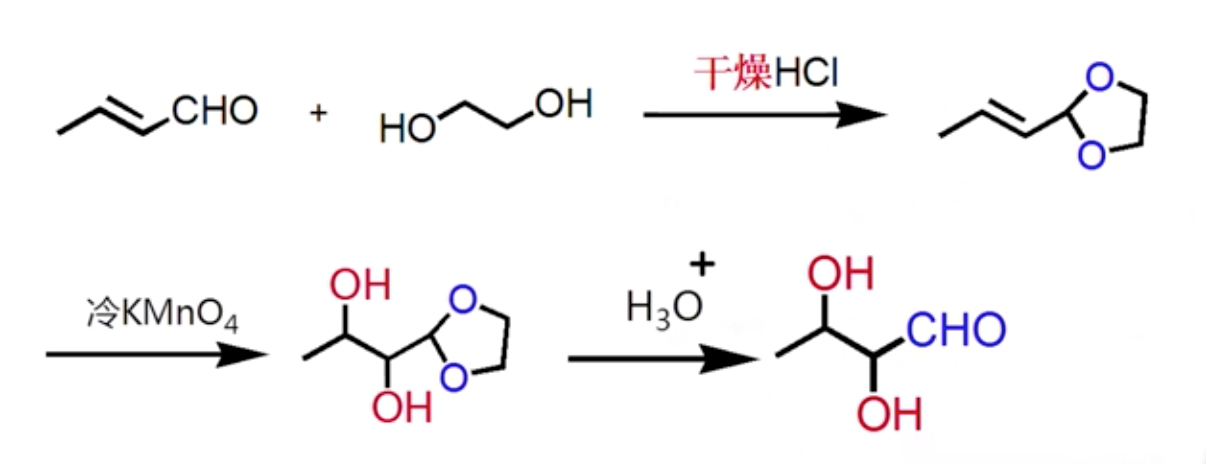 干燥HCl
CHO + HO OH O O
冷KMnO₄
OH O O OH
H₃O⁺
OH CHO OH